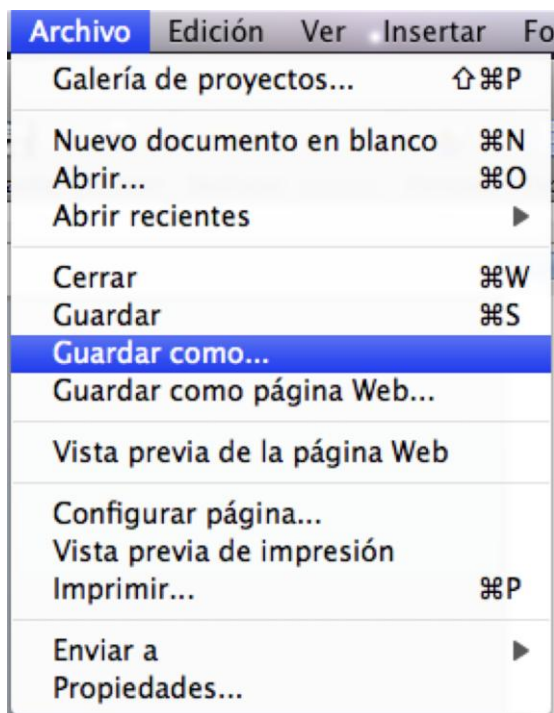 Archivo Edición Ver Insertar Fo
Galería de proyectos... ⇧⌘P
Nuevo documento en blanco ⌘N
Abrir... ⌘O
Abrir recientes ▶
Cerrar ⌘W
Guardar ⌘S
Guardar como...
Guardar como página Web...
Vista previa de la página Web
Configurar página...
Vista previa de impresión
Imprimir... ⌘P
Enviar a ▶
Propiedades...